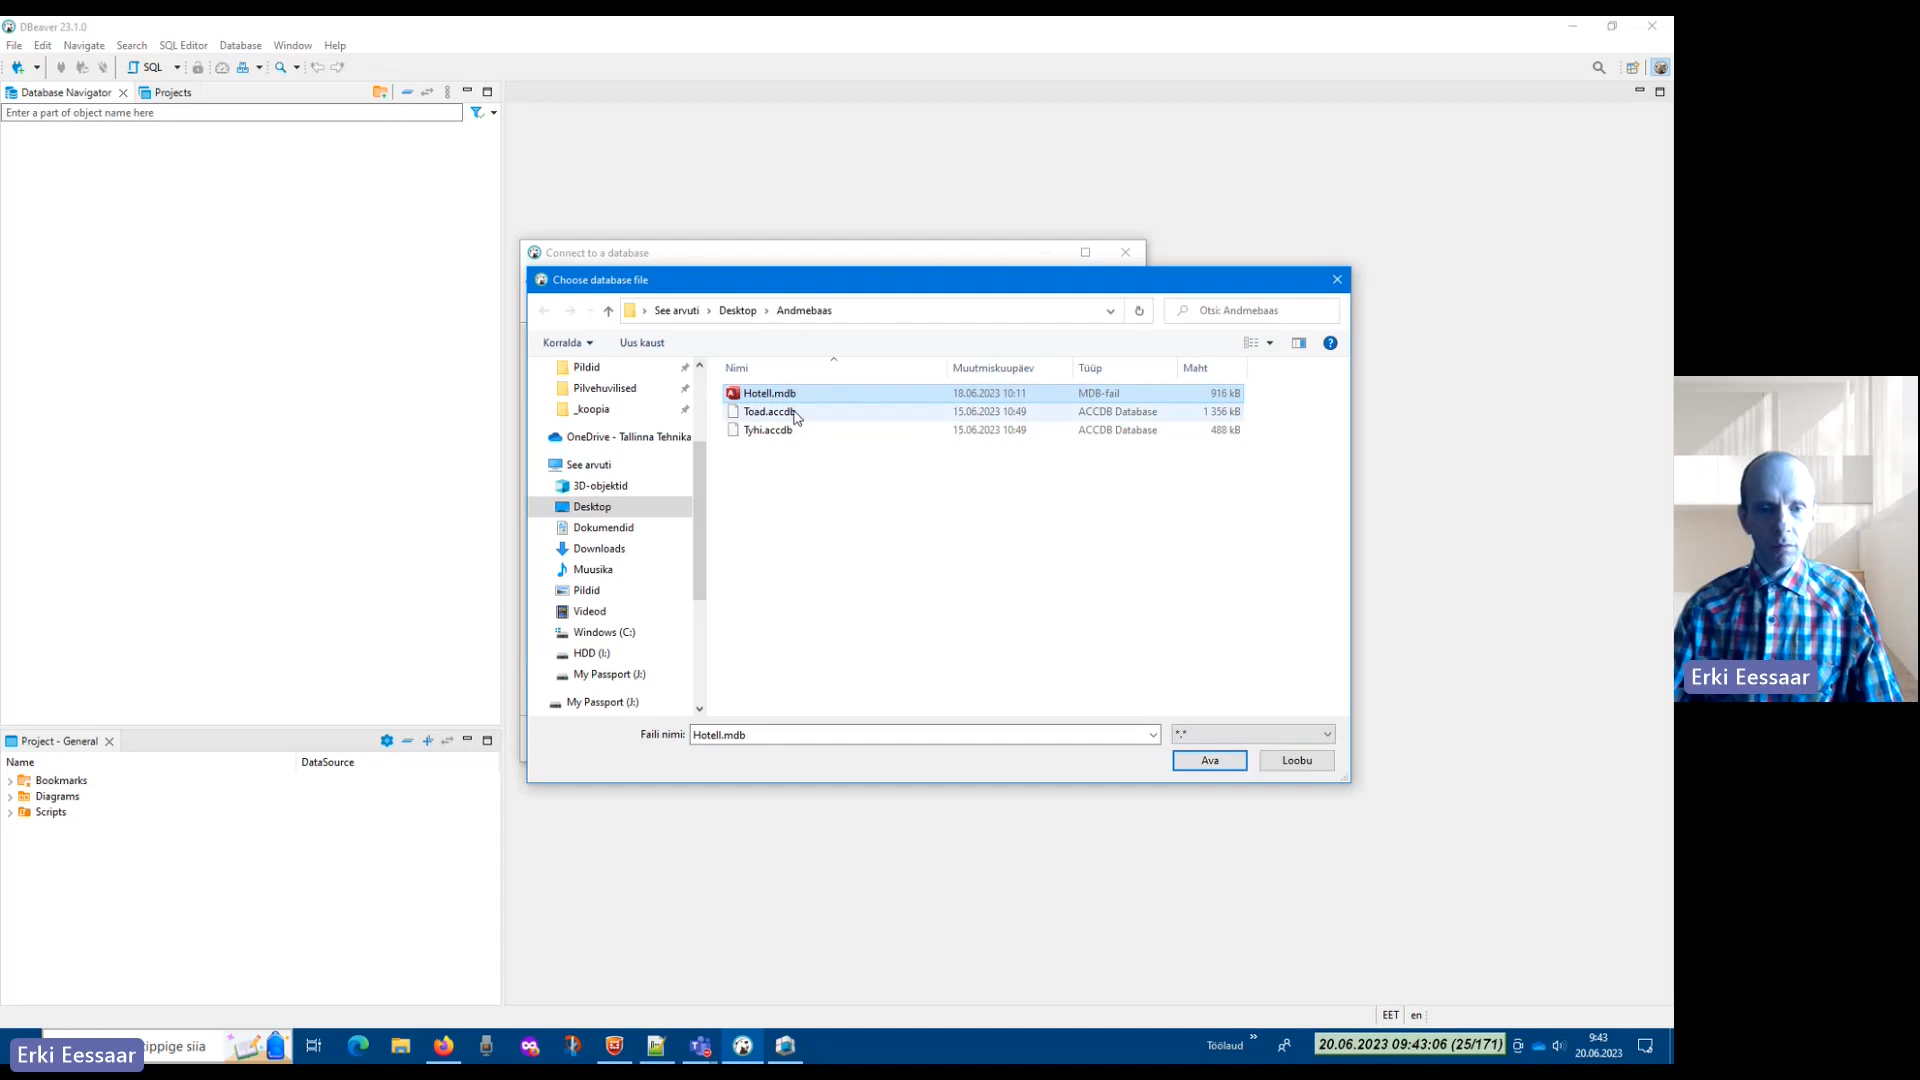 DBeaver 23.1.0
File Edit Navigate Search SQL Editor Database Window Help
SQL
Database Navigator Projects
Enter a part of object name here
Connect to a database
Choose database file
See arvuti Desktop Andmebaas
Otsi: Andmebaas
Korralda Uus kaust
Nimi Muutmiskuupäev Tüüp Maht
Hotell.mdb 18.06.2023 10:11 MDB-fail 916 kB
Toad.accdb 15.06.2023 10:49 ACCDB Database 1 356 kB
Tyhi.accdb 15.06.2023 10:49 ACCDB Database 488 kB
Pildid
Pilvehuvilised
_koopia
OneDrive - Tallinna Tehnika
See arvuti
3D-objektid
Desktop
Dokumendid
Downloads
Muusika
Pildid
Videod
Windows (C:)
HDD (I:)
My Passport (J:)
My Passport (J:)
Faili nimi: Hotell.mdb *.*
Ava Loobu
Project - General
Name DataSource
Bookmarks
Diagrams
Scripts
Erki Eessaar
EET en
Erki Eessaar
tippige siia
Töölaud
20.06.2023 09:43:06 (25/171)
9:43
20.06.2023